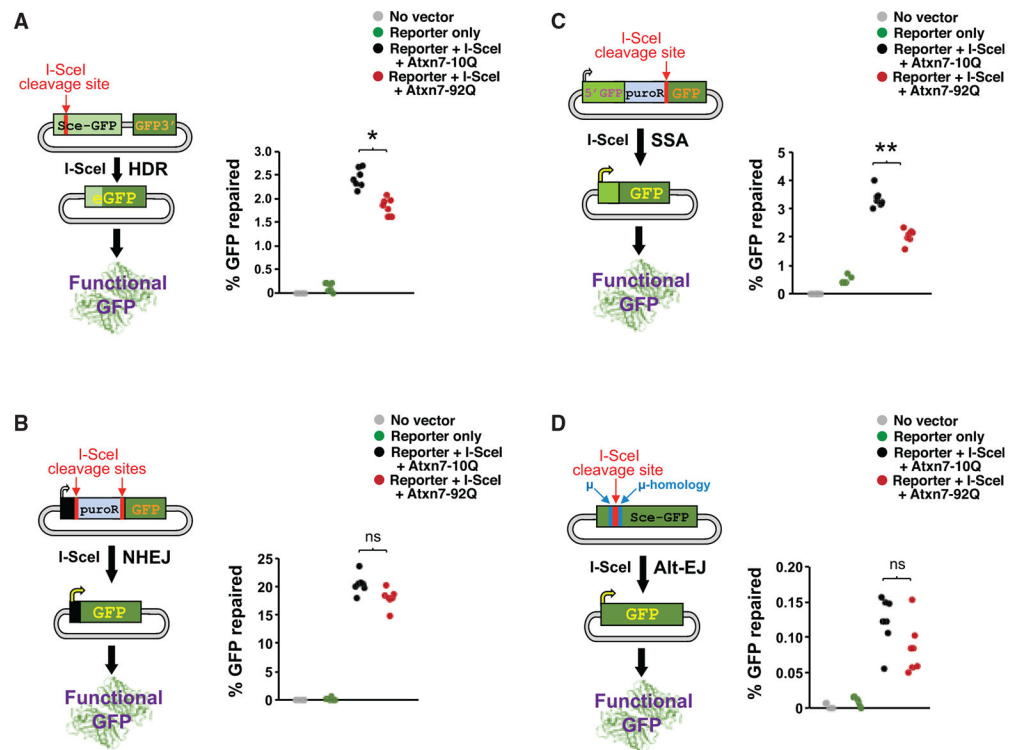 A
No vector
Reporter only
Reporter + I-SceI
+ Atxn7-10Q
Reporter + I-SceI
+ Atxn7-92Q
I-SceI
cleavage site
Sce-GFP
GFP3'
I-SceI
HDR
eGFP
Functional
GFP
% GFP repaired
3.0
2.5
2.0
1.5
1.0
0.5
0
*
C
No vector
Reporter only
Reporter + I-SceI
+ Atxn7-10Q
Reporter + I-SceI
+ Atxn7-92Q
I-SceI
cleavage site
5'GFP
puroR
GFP
I-SceI
SSA
GFP
Functional
GFP
% GFP repaired
5
4
3
2
1
0
**
B
No vector
Reporter only
Reporter + I-SceI
+ Atxn7-10Q
Reporter + I-SceI
+ Atxn7-92Q
I-SceI
cleavage sites
puroR
GFP
I-SceI
NHEJ
GFP
Functional
GFP
% GFP repaired
25
20
15
10
5
0
ns
D
No vector
Reporter only
Reporter + I-SceI
+ Atxn7-10Q
Reporter + I-SceI
+ Atxn7-92Q
I-SceI
cleavage site
μ
μ-homology
Sce-GFP
I-SceI
Alt-EJ
GFP
Functional
GFP
% GFP repaired
0.20
0.15
0.10
0.05
0
ns